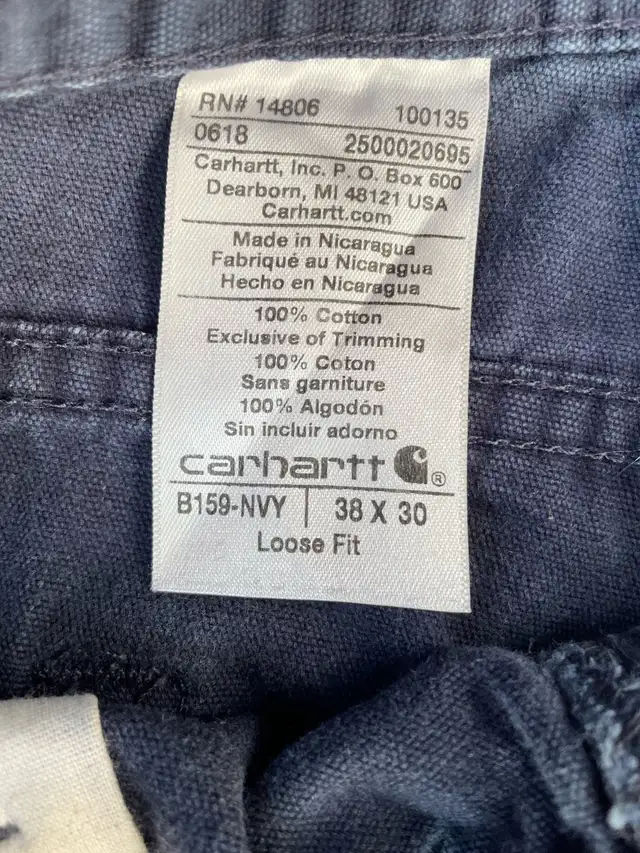 RN# 14806 100135
0618 2500020695
Carhartt, Inc. P. O. Box 600
Dearborn, MI 48121 USA
Carhartt.com
Made in Nicaragua
Fabriqué au Nicaragua
Hecho en Nicaragua
100% Cotton
Exclusive of Trimming
100% Coton
Sans garniture
100% Algodón
Sin incluir adorno
carhartt ®
B159-NVY | 38 X 30
Loose Fit